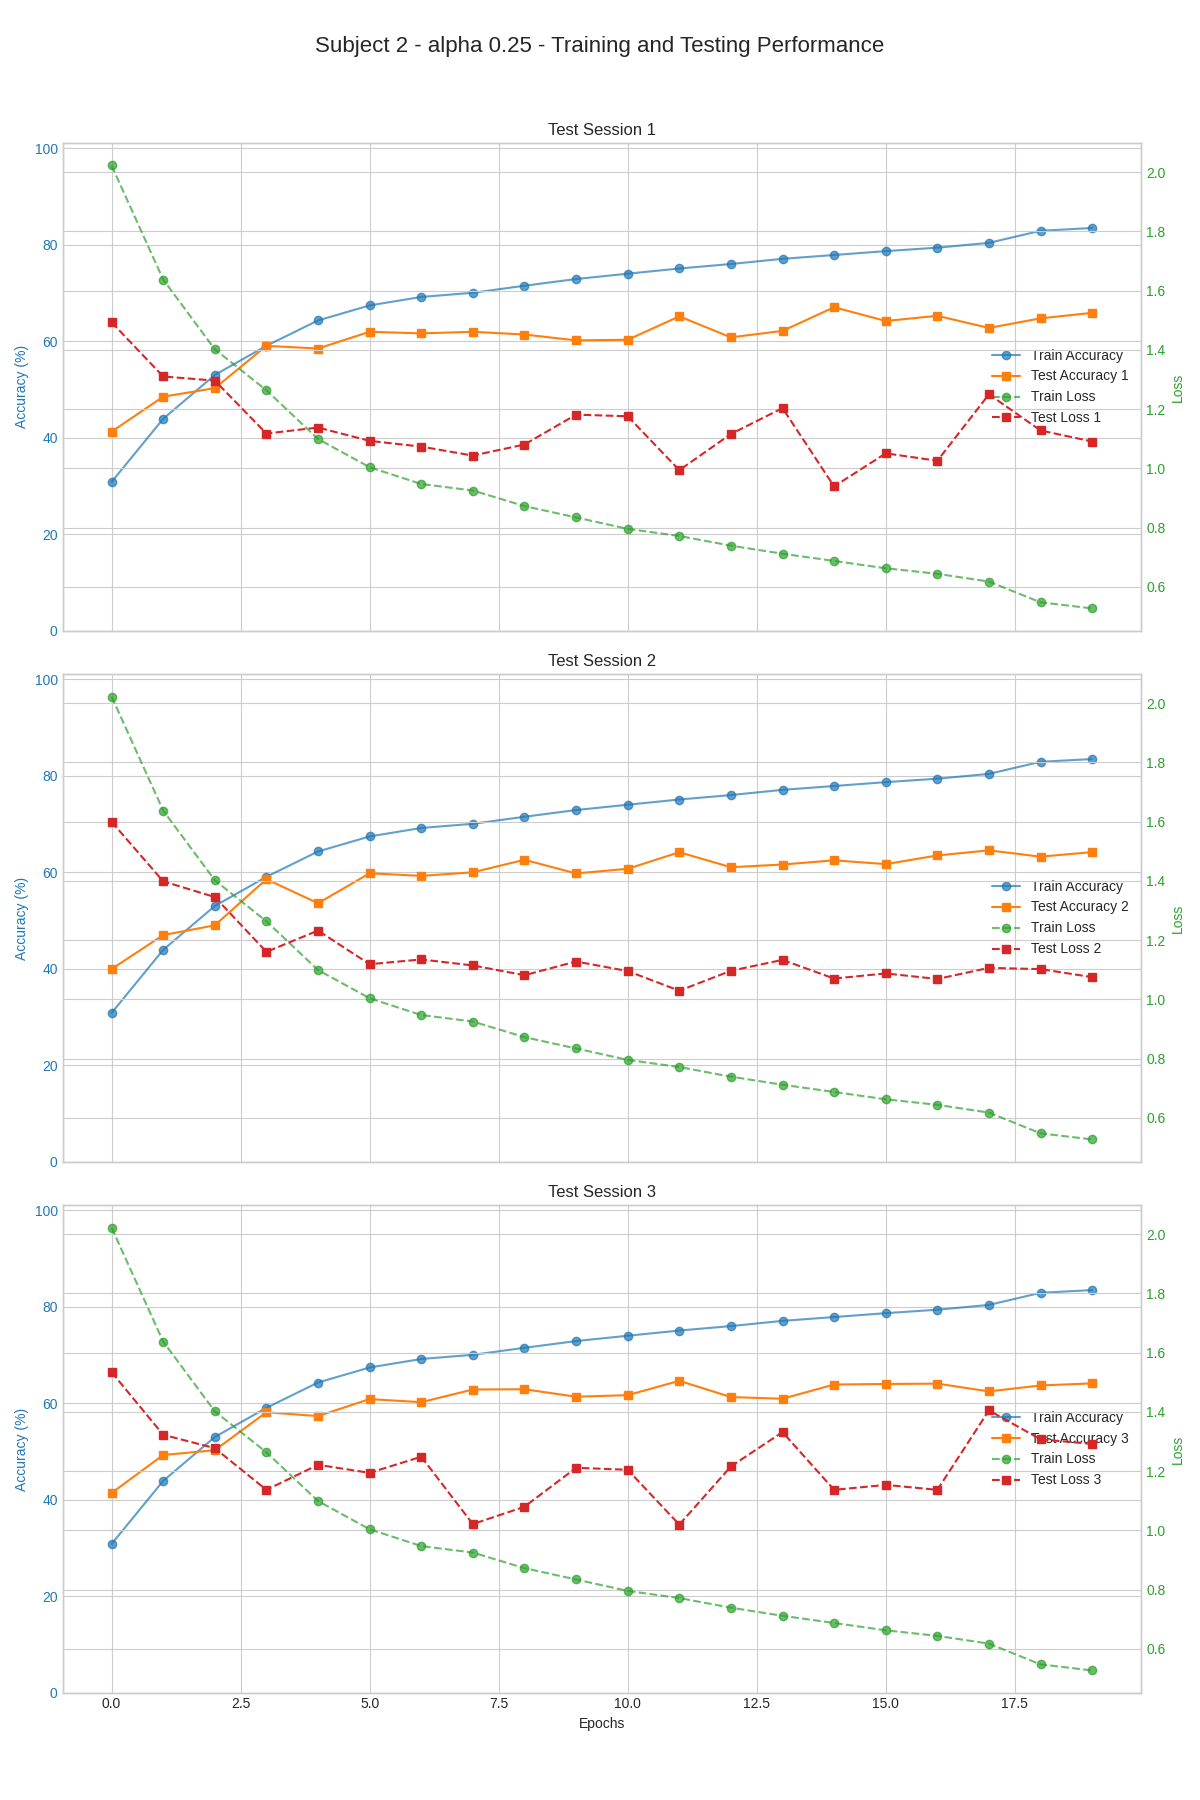 Subject 2 - alpha 0.25 - Training and Testing Performance
Test Session 1
100
80
60
40
20
0
Accuracy (%)
2.0
1.8
1.6
1.4
1.2
1.0
0.8
0.6
Loss
Train Accuracy
Test Accuracy 1
Train Loss
Test Loss 1
Test Session 2
100
80
60
40
20
0
Accuracy (%)
2.0
1.8
1.6
1.4
1.2
1.0
0.8
0.6
Loss
Train Accuracy
Test Accuracy 2
Train Loss
Test Loss 2
Test Session 3
100
80
60
40
20
0
Accuracy (%)
2.0
1.8
1.6
1.4
1.2
1.0
0.8
0.6
Loss
Train Accuracy
Test Accuracy 3
Train Loss
Test Loss 3
0.0 2.5 5.0 7.5 10.0 12.5 15.0 17.5
Epochs